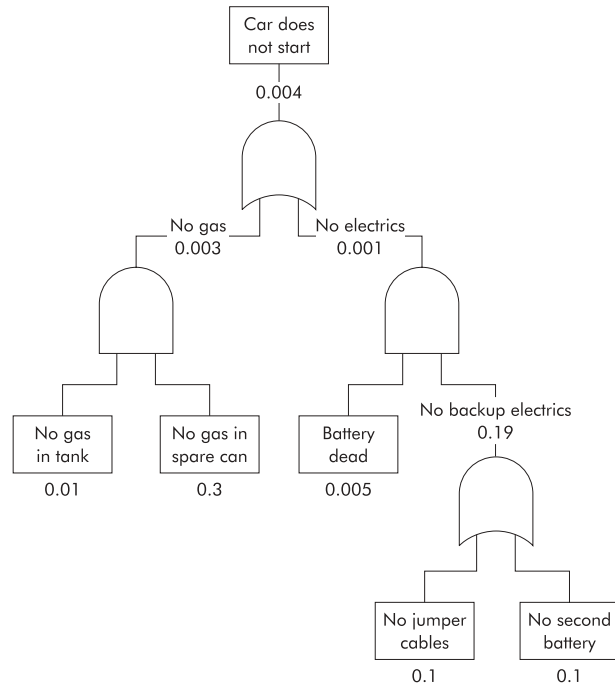 Car does
not start
0.004
No gas
0.003
No electrics
0.001
No gas
in tank
0.01
No gas in
spare can
0.3
Battery
dead
0.005
No backup electrics
0.19
No jumper
cables
0.1
No second
battery
0.1